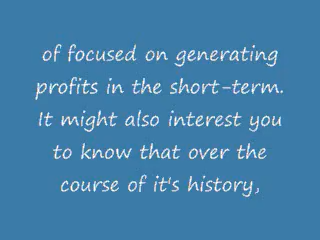 of focused on generating
profits in the short-term.
It might also interest you
to know that over the
course of it's history,